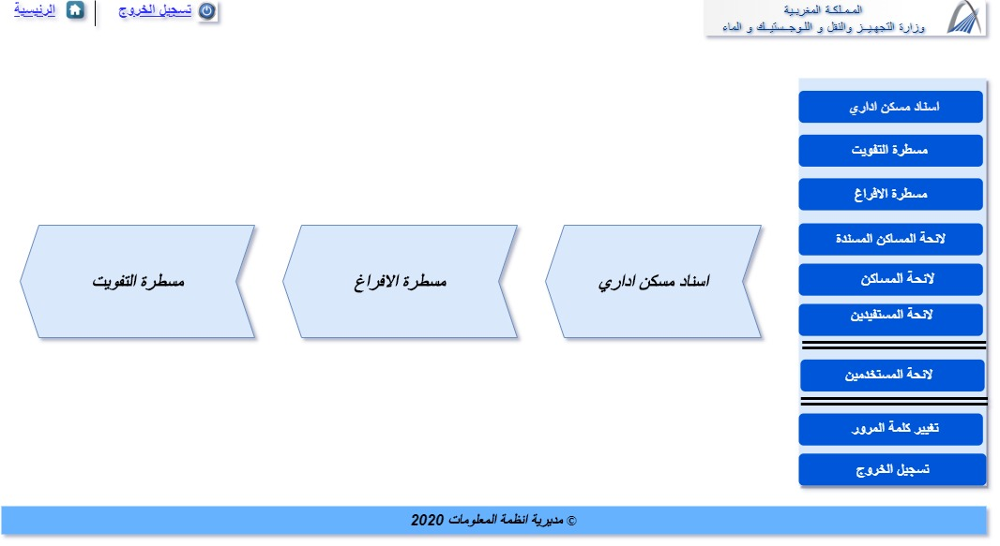 المملكة المغربية
وزارة التجهيز والنقل و اللوجستيك و الماء
تسجيل الخروج
الرئيسية
اسناد مسكن اداري
مسطرة التفويت
مسطرة الافراغ
لائحة المساكن المسندة
لائحة المساكن
لائحة المستفيدين
لائحة المستخدمين
تغيير كلمة المرور
تسجيل الخروج
اسناد مسكن اداري
مسطرة الافراغ
مسطرة التفويت
© مديرية انظمة المعلومات 2020